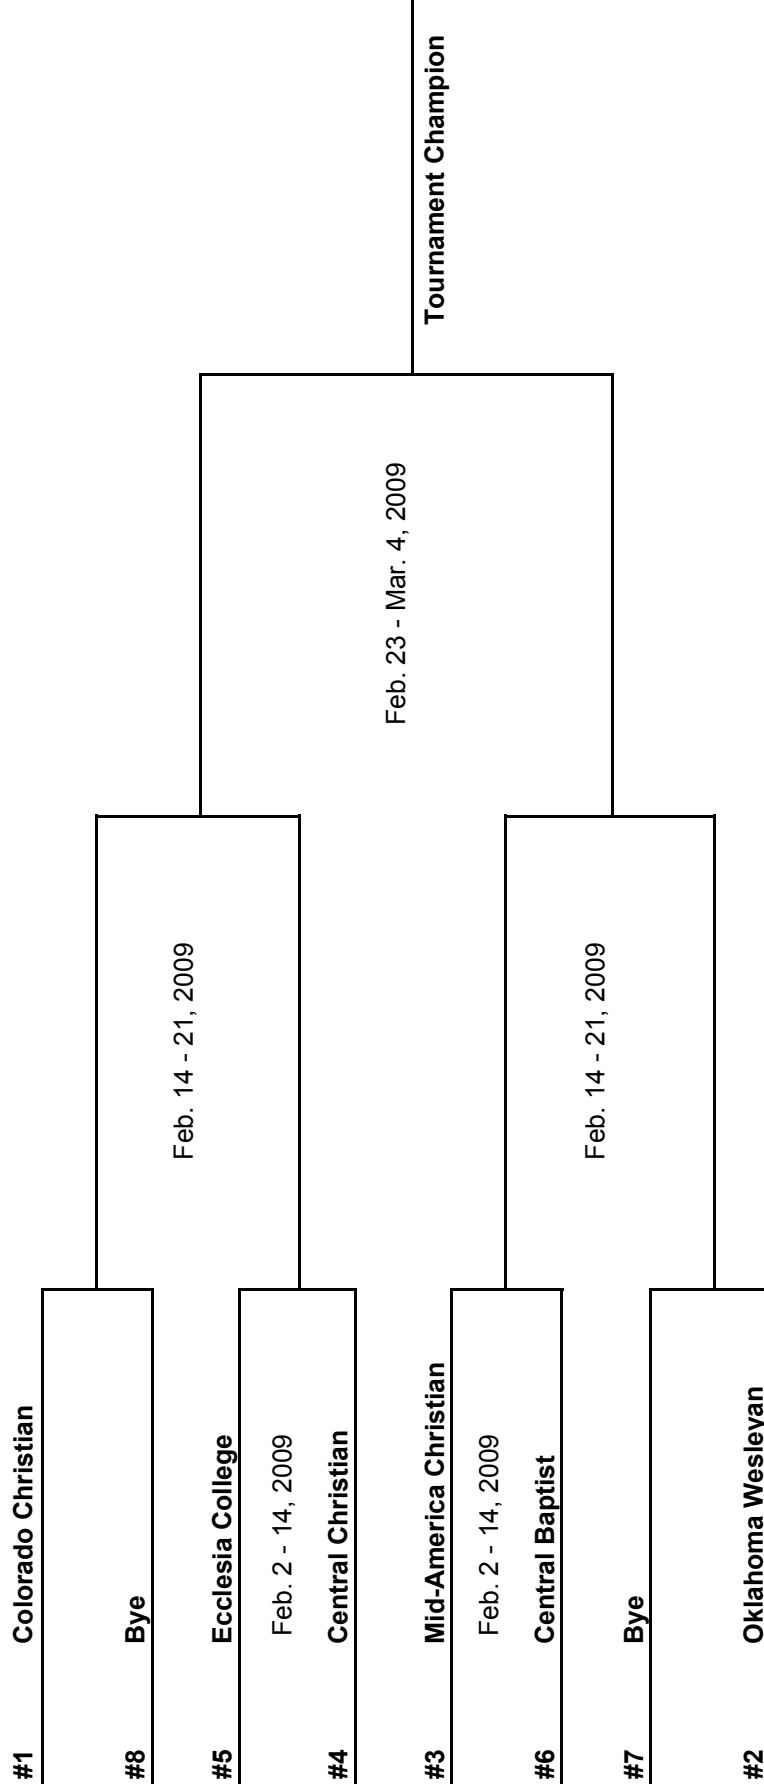 #1 Colorado Christian
#8 Bye
#5 Ecclesia College
Feb. 2 - 14, 2009
#4 Central Christian
#3 Mid-America Christian
Feb. 2 - 14, 2009
#6 Central Baptist
#7 Bye
#2 Oklahoma Wesleyan
Feb. 14 - 21, 2009
Feb. 14 - 21, 2009
Feb. 23 - Mar. 4, 2009
Tournament Champion